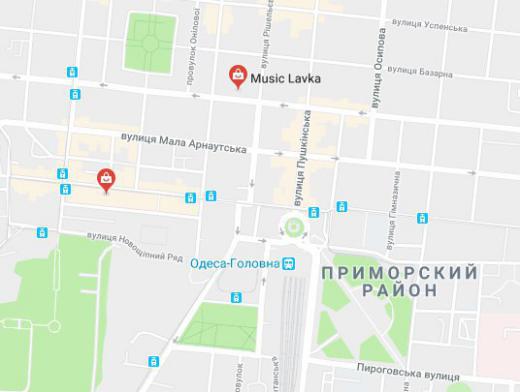 вулиця Успенська
провулок Онілової
вулиця Рішельє
вулиця Осипова
Music Lavka
вулиця Базарна
вулиця Мала Арнаутська
вулиця Пушкінська
вулиця Гімназична
вулиця Новощіпний Ряд
Одеса-Головна
ПРИМОРСКИЙ
РАЙОН
Пироговська вулиця